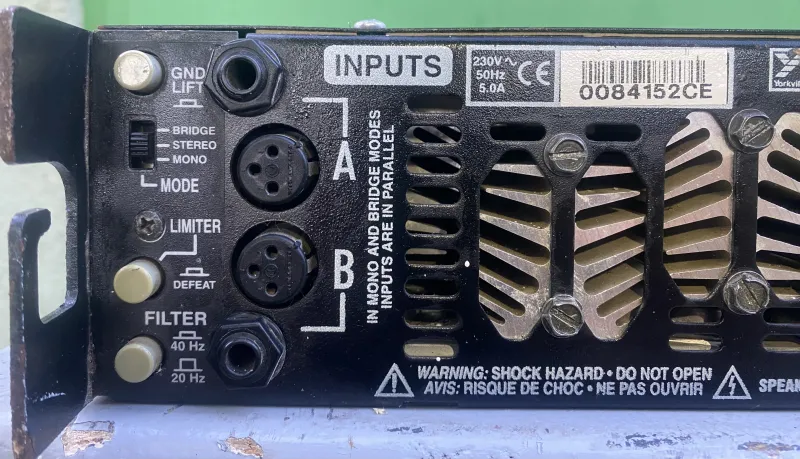 GND
LIFT
BRIDGE
STEREO
MONO
MODE
LIMITER
DEFEAT
FILTER
40 Hz
20 Hz
INPUTS
A
B
IN MONO AND BRIDGE MODES
INPUTS ARE IN PARALLEL
230V
50Hz
5.0A
CE
0084152CE
WARNING: SHOCK HAZARD • DO NOT OPEN
AVIS: RISQUE DE CHOC • NE PAS OUVRIR